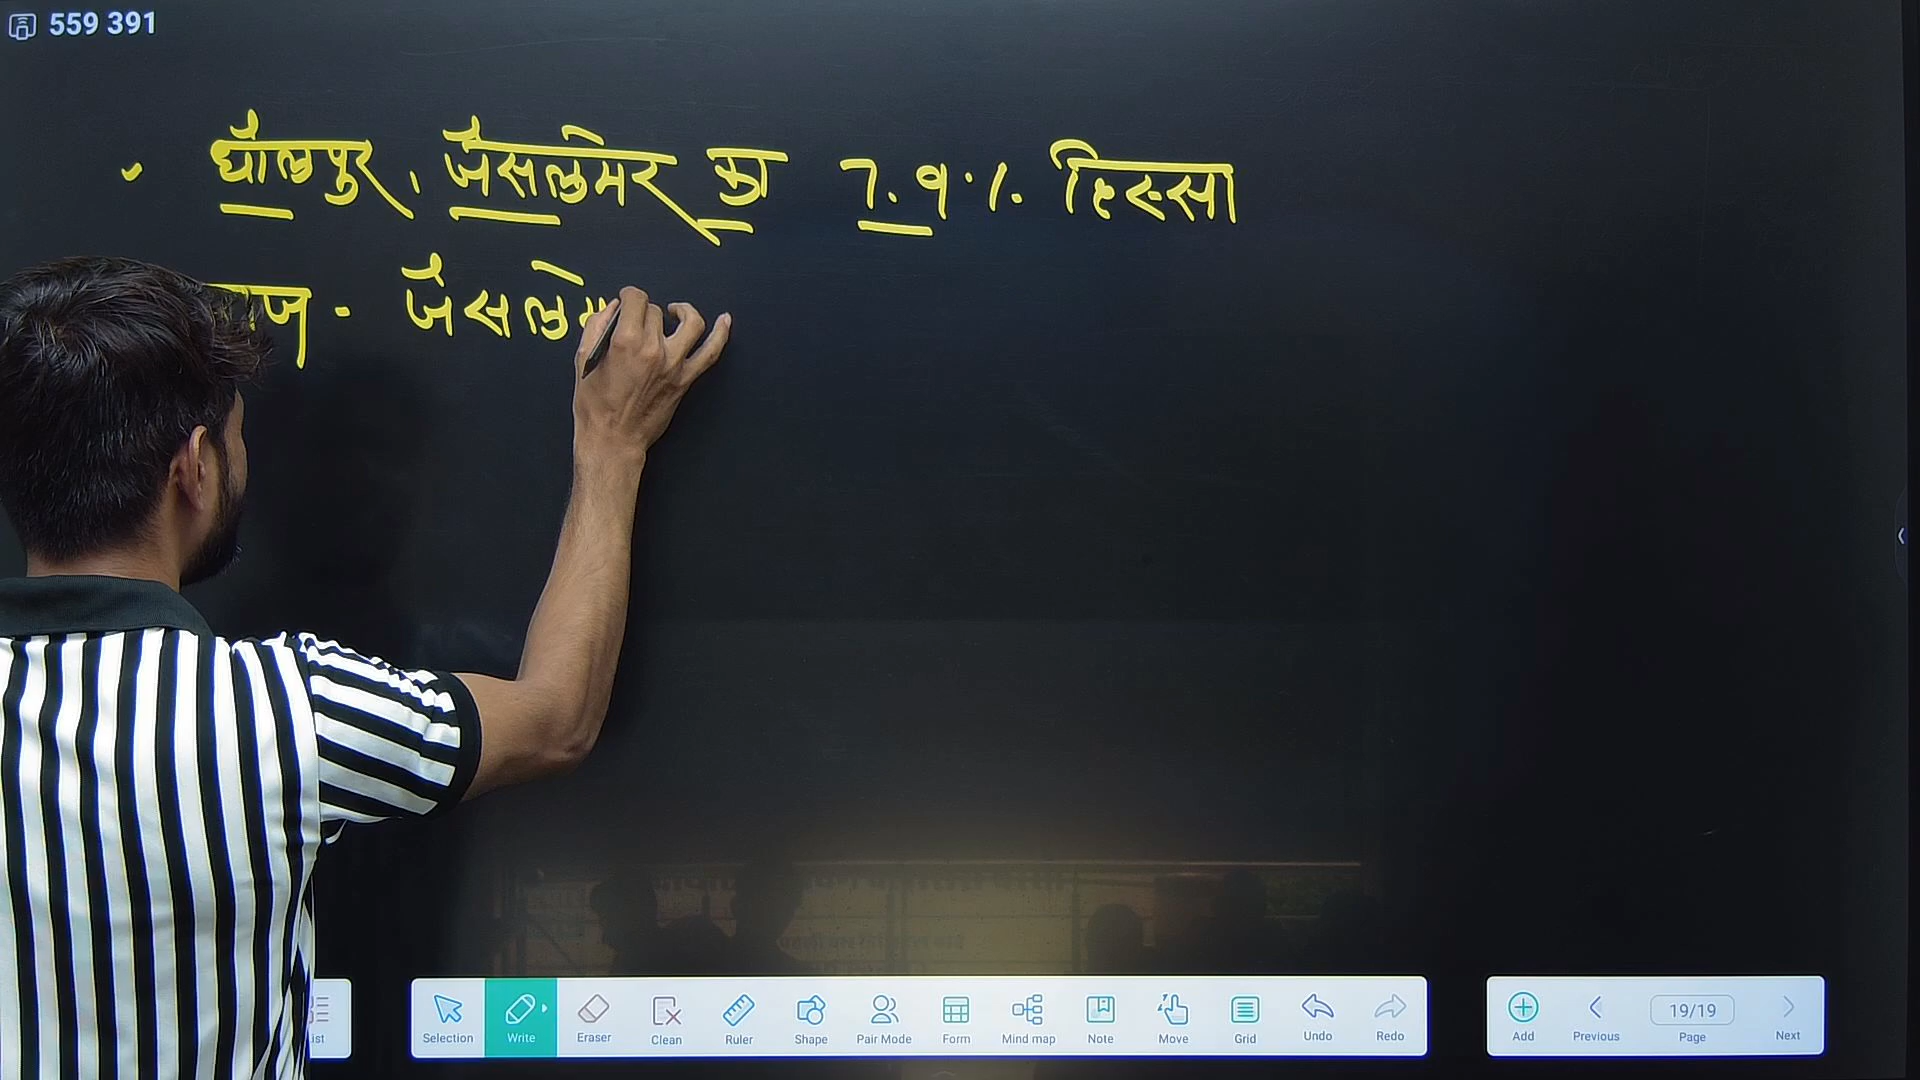 559 391
धौलपुर, जैसलमेर का 7.9% हिस्सा
जैसले
Selection Write Eraser Clean Ruler Shape Pair Mode Form Mind map Note Move Grid Undo Redo Add Previous 19/19 Page Next